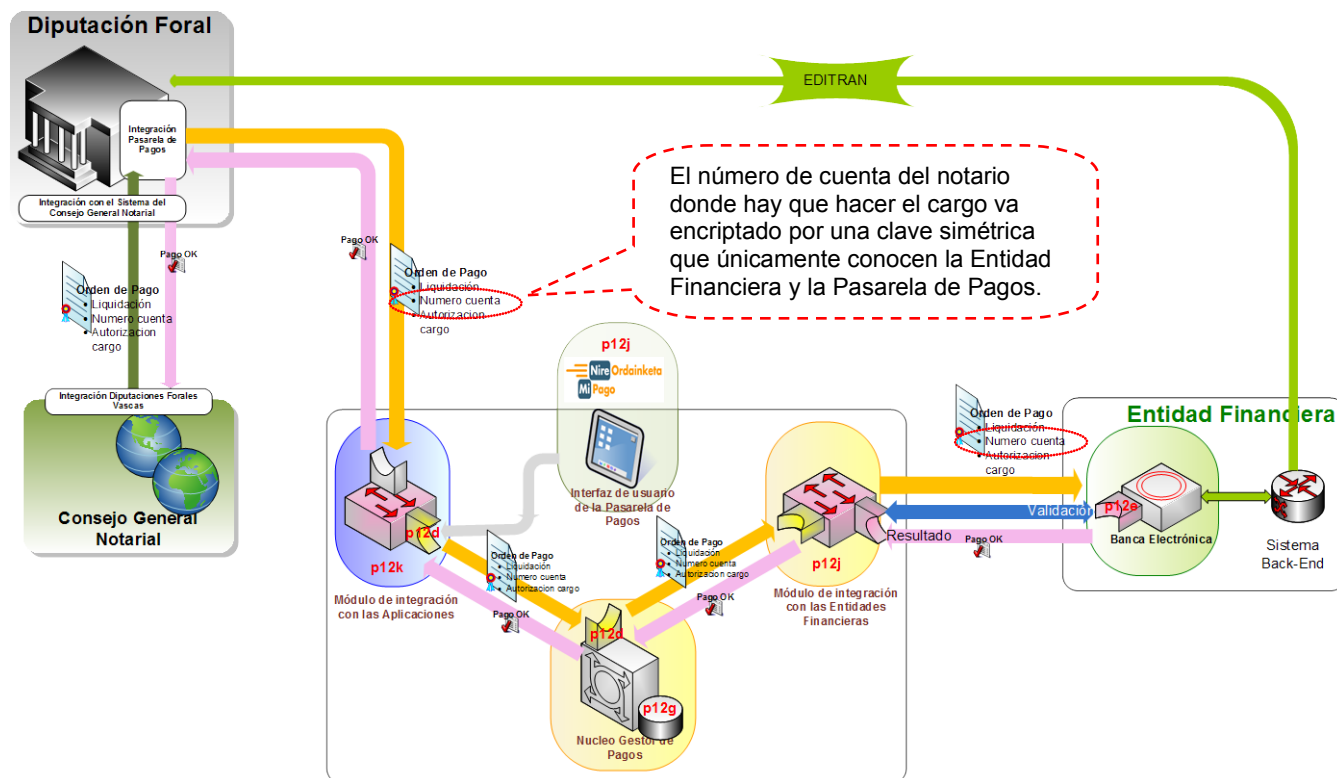 Diputación Foral
Integración
Pasarela de
Pagos
Integración con el Sistema del
Consejo General Notarial
EDITRAN
El número de cuenta del notario
donde hay que hacer el cargo va
encriptado por una clave simétrica
que únicamente conocen la Entidad
Financiera y la Pasarela de Pagos.
Pago OK
Orden de Pago
• Liquidación
• Numero cuenta
• Autorizacion
cargo
Pago OK
Orden de Pago
• Liquidación
• Numero cuenta
• Autorizacion
cargo
Integración Diputaciones Forales
Vascas
Consejo General
Notarial
p12j
Nire Ordainketa
Mi Pago
Interfaz de usuario
de la Pasarela de
Pagos
p12d
p12k
Módulo de integración
con las Aplicaciones
Orden de Pago
• Liquidación
• Numero cuenta
• Autorizacion cargo
Pago OK
p12d
p12g
Nucleo Gestor de
Pagos
Orden de Pago
• Liquidación
• Numero cuenta
• Autorizacion cargo
Pago OK
p12j
Módulo de integración
con las Entidades
Financieras
Orden de Pago
• Liquidación
• Numero cuenta
• Autorizacion
cargo
Validación
Resultado
Pago OK
Entidad Financiera
p12e
Banca Electrónica
Sistema
Back-End